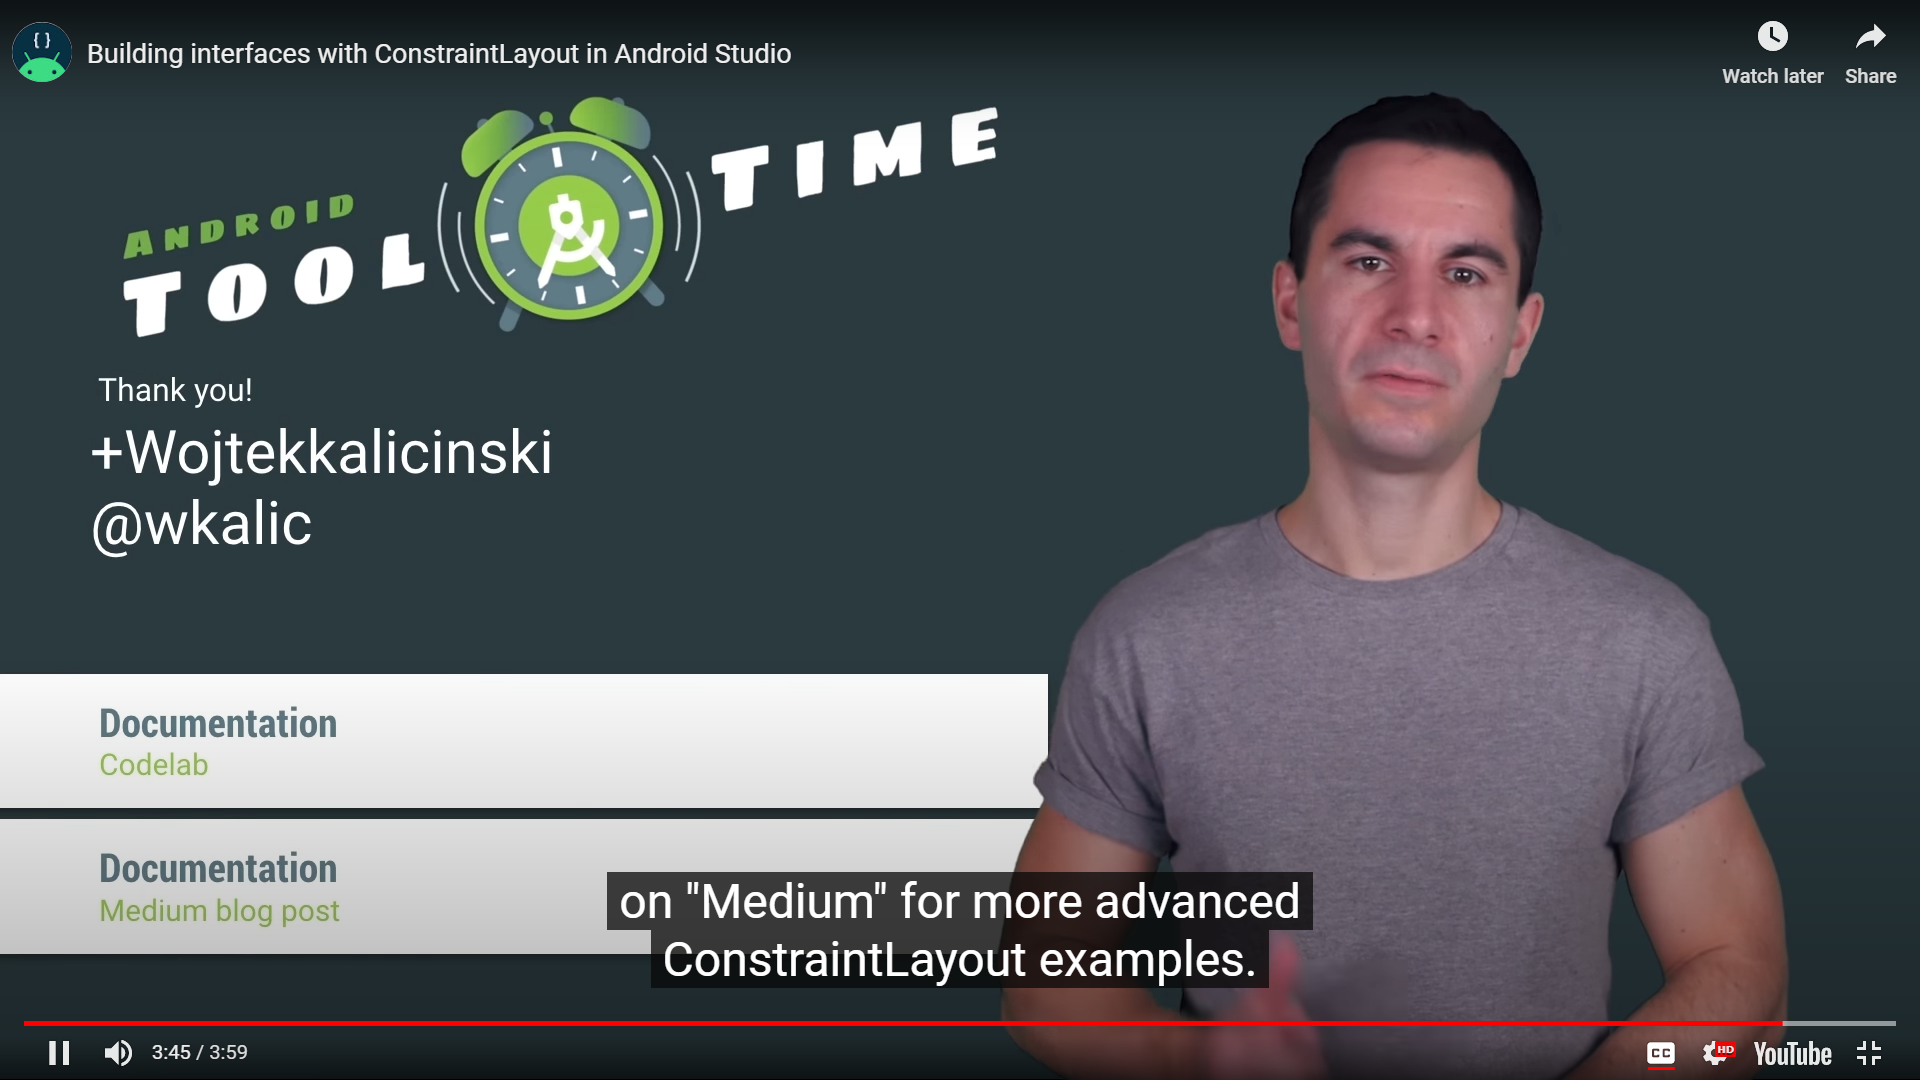 Building interfaces with ConstraintLayout in Android Studio
Watch later
Share
ANDROID
TOOL TIME
Thank you!
+Wojtekkalicinski
@wkalic
Documentation
Codelab
Documentation
Medium blog post
on "Medium" for more advanced
ConstraintLayout examples.
3:45 / 3:59
CC
HD
YouTube